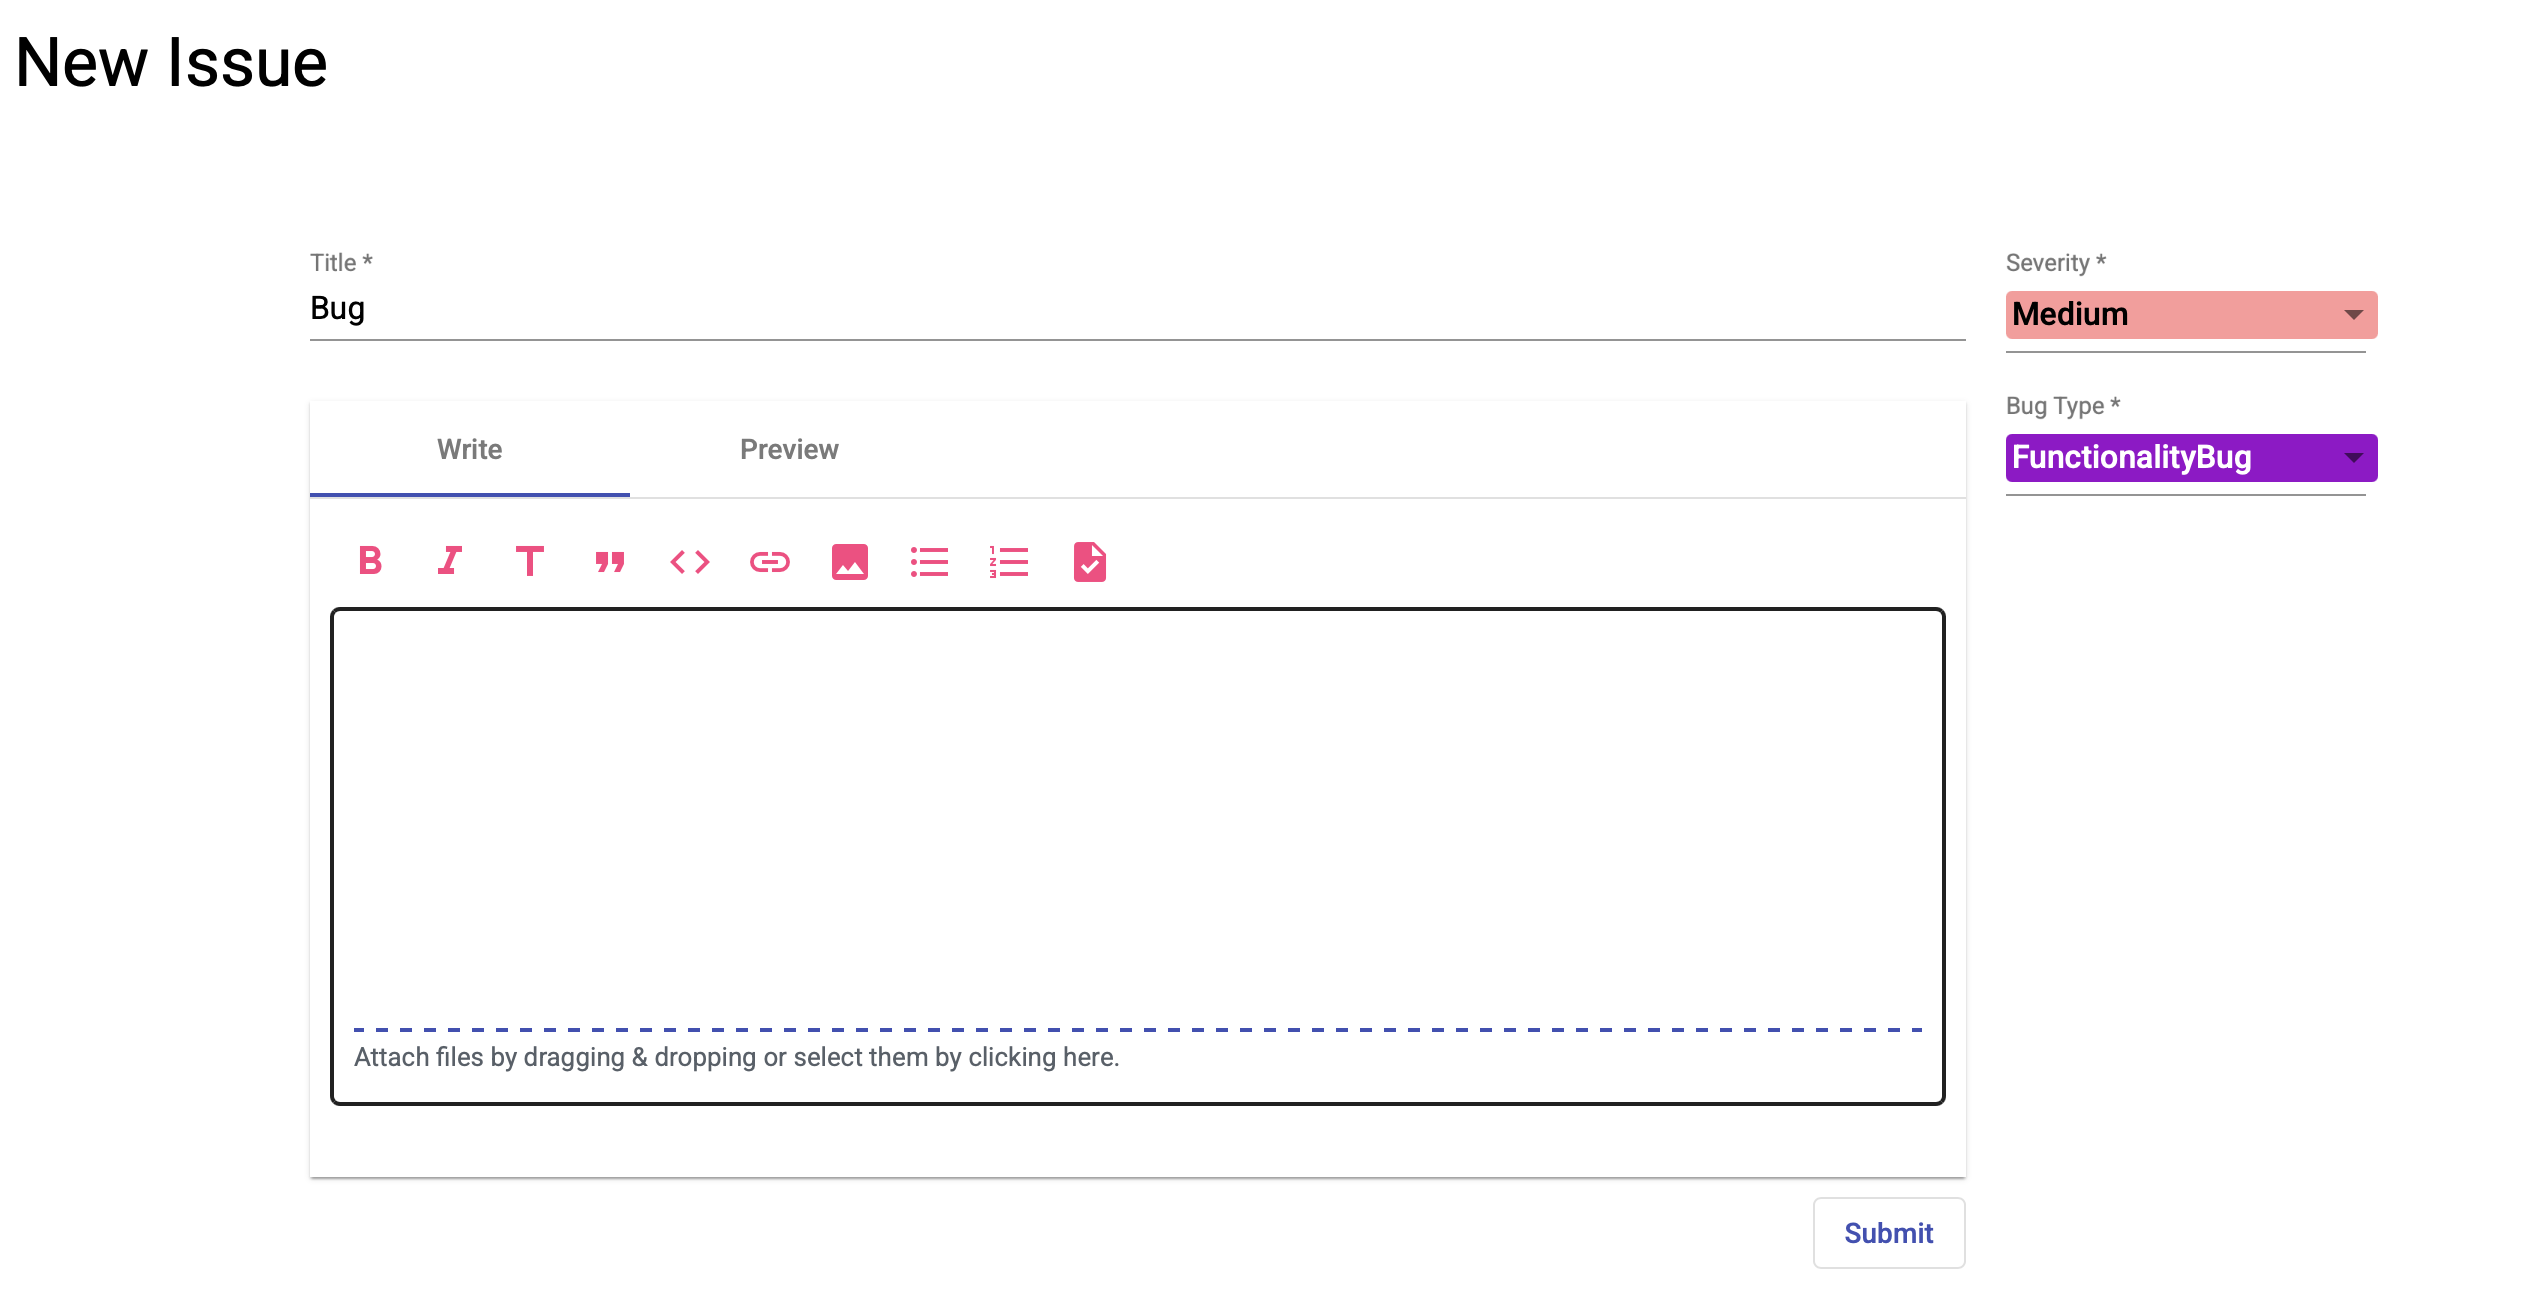 New Issue
Title *
Bug
Severity *
Medium
Bug Type *
FunctionalityBug
Write
Preview
Attach files by dragging & dropping or select them by clicking here.
Submit